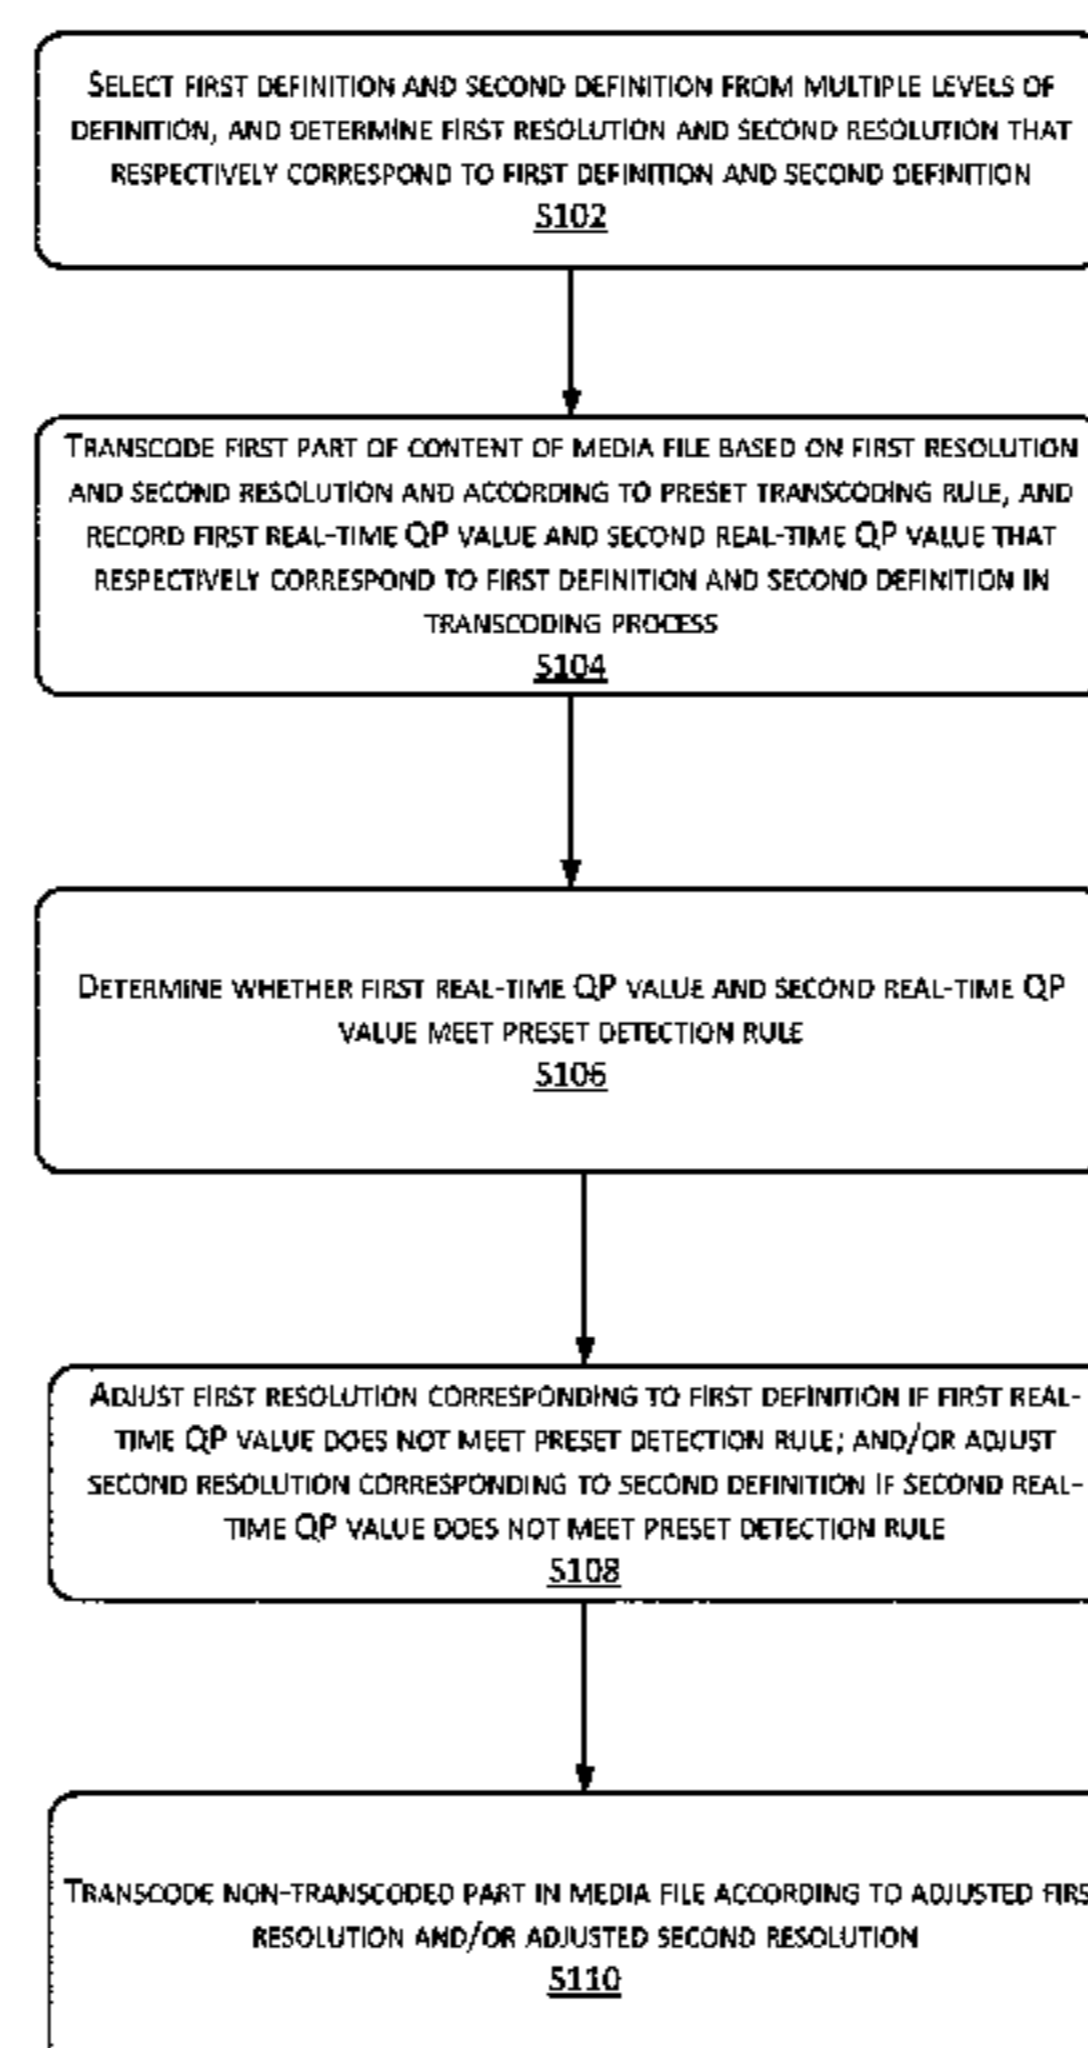 SELECT FIRST DEFINITION AND SECOND DEFINITION FROM MULTIPLE LEVELS OF
DEFINITION, AND DETERMINE FIRST RESOLUTION AND SECOND RESOLUTION THAT
RESPECTIVELY CORRESPOND TO FIRST DEFINITION AND SECOND DEFINITION
S102
TRANSCODE FIRST PART OF CONTENT OF MEDIA FILE BASED ON FIRST RESOLUTION
AND SECOND RESOLUTION AND ACCORDING TO PRESET TRANSCODING RULE, AND
RECORD FIRST REAL-TIME QP VALUE AND SECOND REAL-TIME QP VALUE THAT
RESPECTIVELY CORRESPOND TO FIRST DEFINITION AND SECOND DEFINITION IN
TRANSCODING PROCESS
S104
DETERMINE WHETHER FIRST REAL-TIME QP VALUE AND SECOND REAL-TIME QP
VALUE MEET PRESET DETECTION RULE
S106
ADJUST FIRST RESOLUTION CORRESPONDING TO FIRST DEFINITION IF FIRST REAL-
TIME QP VALUE DOES NOT MEET PRESET DETECTION RULE; AND/OR ADJUST
SECOND RESOLUTION CORRESPONDING TO SECOND DEFINITION IF SECOND REAL-
TIME QP VALUE DOES NOT MEET PRESET DETECTION RULE
S108
TRANSCODE NON-TRANSCODED PART IN MEDIA FILE ACCORDING TO ADJUSTED FIRS
RESOLUTION AND/OR ADJUSTED SECOND RESOLUTION
S110